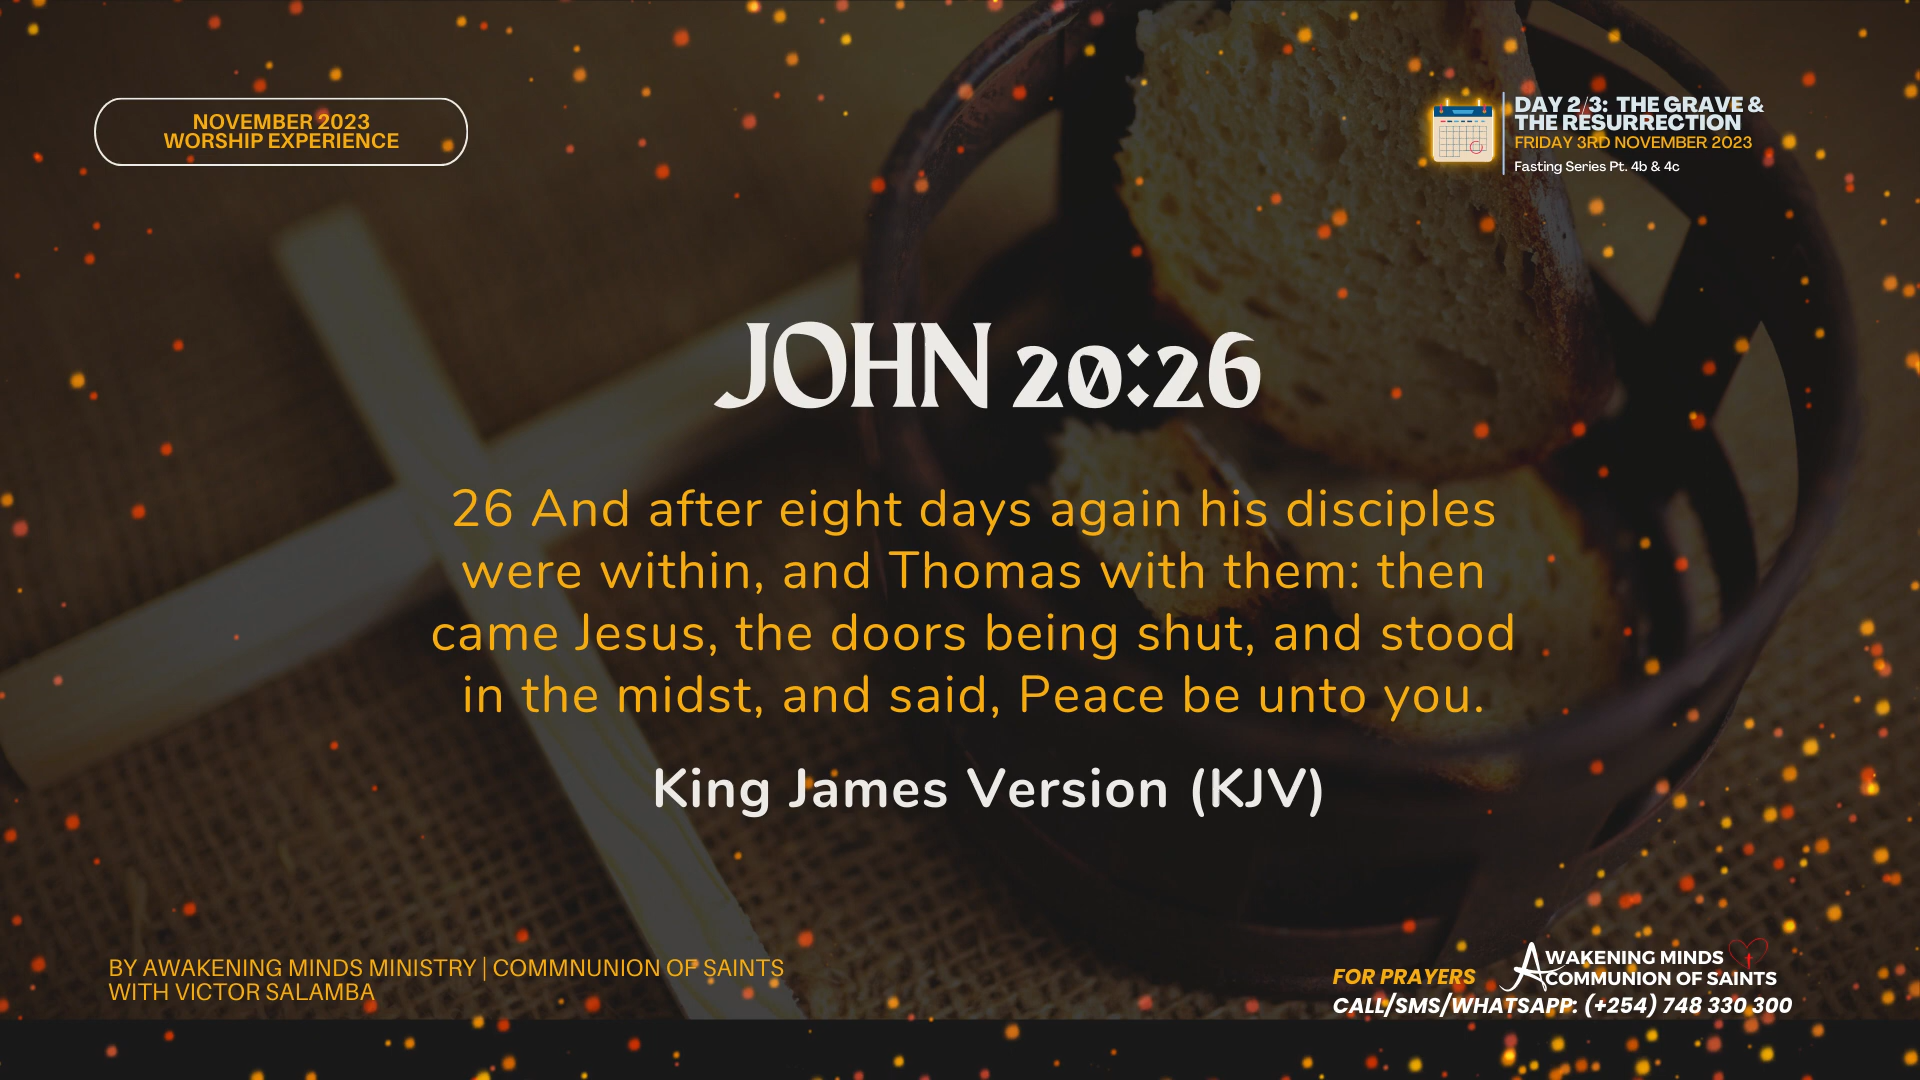 NOVEMBER 2023
WORSHIP EXPERIENCE
DAY 2/3: THE GRAVE &
THE RESURRECTION
FRIDAY 3RD NOVEMBER 2023
Fasting Series Pt. 4b & 4c
JOHN 20:26
26 And after eight days again his disciples
were within, and Thomas with them: then
came Jesus, the doors being shut, and stood
in the midst, and said, Peace be unto you.
King James Version (KJV)
BY AWAKENING MINDS MINISTRY | COMMNUNION OF SAINTS
WITH VICTOR SALAMBA
FOR PRAYERS
AWAKENING MINDS
COMMUNION OF SAINTS
CALL/SMS/WHATSAPP: (+254) 748 330 300